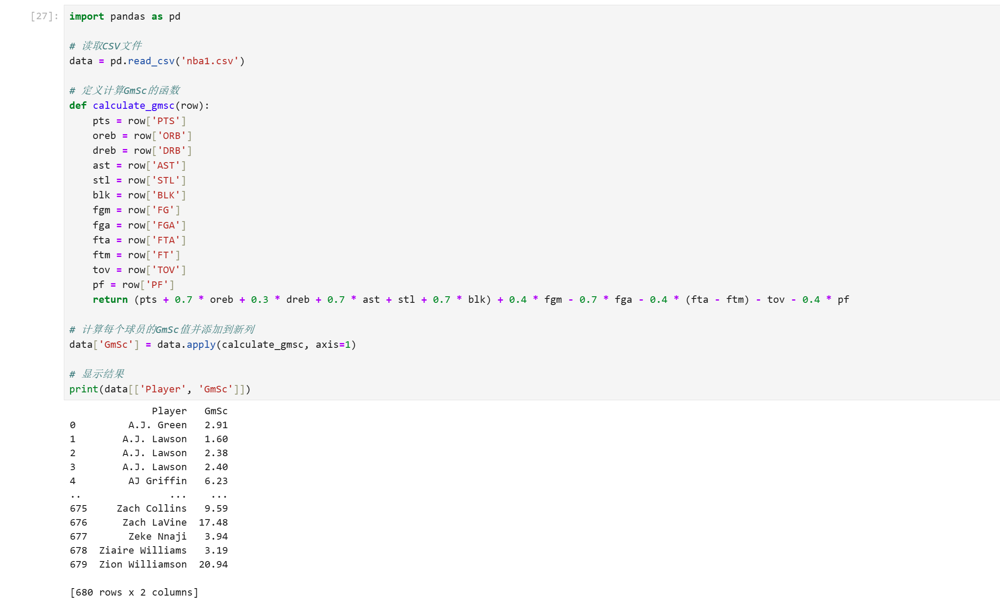 [27]:
import pandas as pd
# 读取CSV文件
data = pd.read_csv('nba1.csv')
# 定义计算GmSc的函数
def calculate_gmsc(row):
    pts = row['PTS']
    oreb = row['ORB']
    dreb = row['DRB']
    ast = row['AST']
    stl = row['STL']
    blk = row['BLK']
    fgm = row['FG']
    fga = row['FGA']
    fta = row['FTA']
    ftm = row['FT']
    tov = row['TOV']
    pf = row['PF']
    return (pts + 0.7 * oreb + 0.3 * dreb + 0.7 * ast + stl + 0.7 * blk) + 0.4 * fgm - 0.7 * fga - 0.4 * (fta - ftm) - tov - 0.4 * pf
# 计算每个球员的GmSc值并添加到新列
data['GmSc'] = data.apply(calculate_gmsc, axis=1)
# 显示结果
print(data[['Player', 'GmSc']])
Player GmSc
0 A.J. Green 2.91
1 A.J. Lawson 1.60
2 A.J. Lawson 2.38
3 A.J. Lawson 2.40
4 AJ Griffin 6.23
.. ... ...
675 Zach Collins 9.59
676 Zach LaVine 17.48
677 Zeke Nnaji 3.94
678 Ziaire Williams 3.19
679 Zion Williamson 20.94
[680 rows x 2 columns]